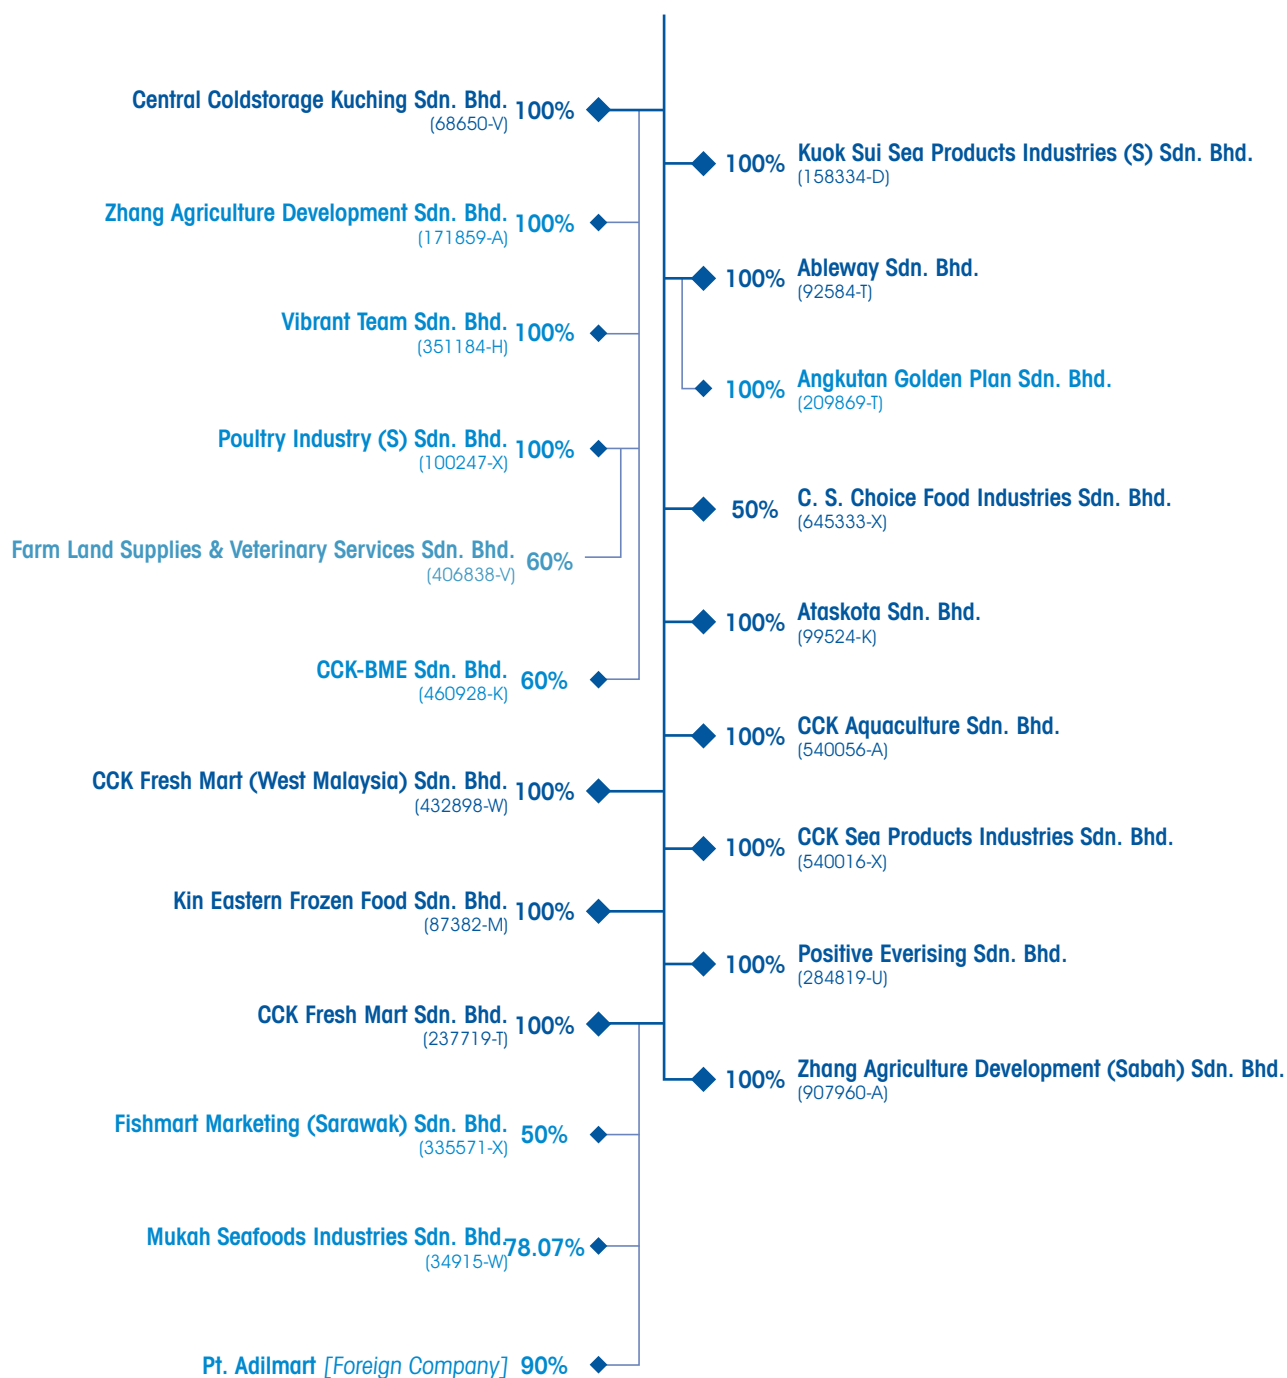 Central Coldstorage Kuching Sdn. Bhd. 100%
(68650-V)
Zhang Agriculture Development Sdn. Bhd. 100%
(171859-A)
Vibrant Team Sdn. Bhd. 100%
(351184-H)
Poultry Industry (S) Sdn. Bhd. 100%
(100247-X)
Farm Land Supplies & Veterinary Services Sdn. Bhd. 60%
(406838-V)
CCK-BME Sdn. Bhd. 60%
(460928-K)
CCK Fresh Mart (West Malaysia) Sdn. Bhd. 100%
(432898-W)
Kin Eastern Frozen Food Sdn. Bhd. 100%
(87382-M)
CCK Fresh Mart Sdn. Bhd. 100%
(237719-T)
Fishmart Marketing (Sarawak) Sdn. Bhd. 50%
(335571-X)
Mukah Seafoods Industries Sdn. Bhd. 78.07%
(34915-W)
Pt. Adilmart [Foreign Company] 90%
100% Kuok Sui Sea Products Industries (S) Sdn. Bhd.
(158334-D)
100% Ableway Sdn. Bhd.
(92584-T)
100% Angkutan Golden Plan Sdn. Bhd.
(209869-T)
50% C. S. Choice Food Industries Sdn. Bhd.
(645333-X)
100% Ataskota Sdn. Bhd.
(99524-K)
100% CCK Aquaculture Sdn. Bhd.
(540056-A)
100% CCK Sea Products Industries Sdn. Bhd.
(540016-X)
100% Positive Everising Sdn. Bhd.
(284819-U)
100% Zhang Agriculture Development (Sabah) Sdn. Bhd.
(907960-A)